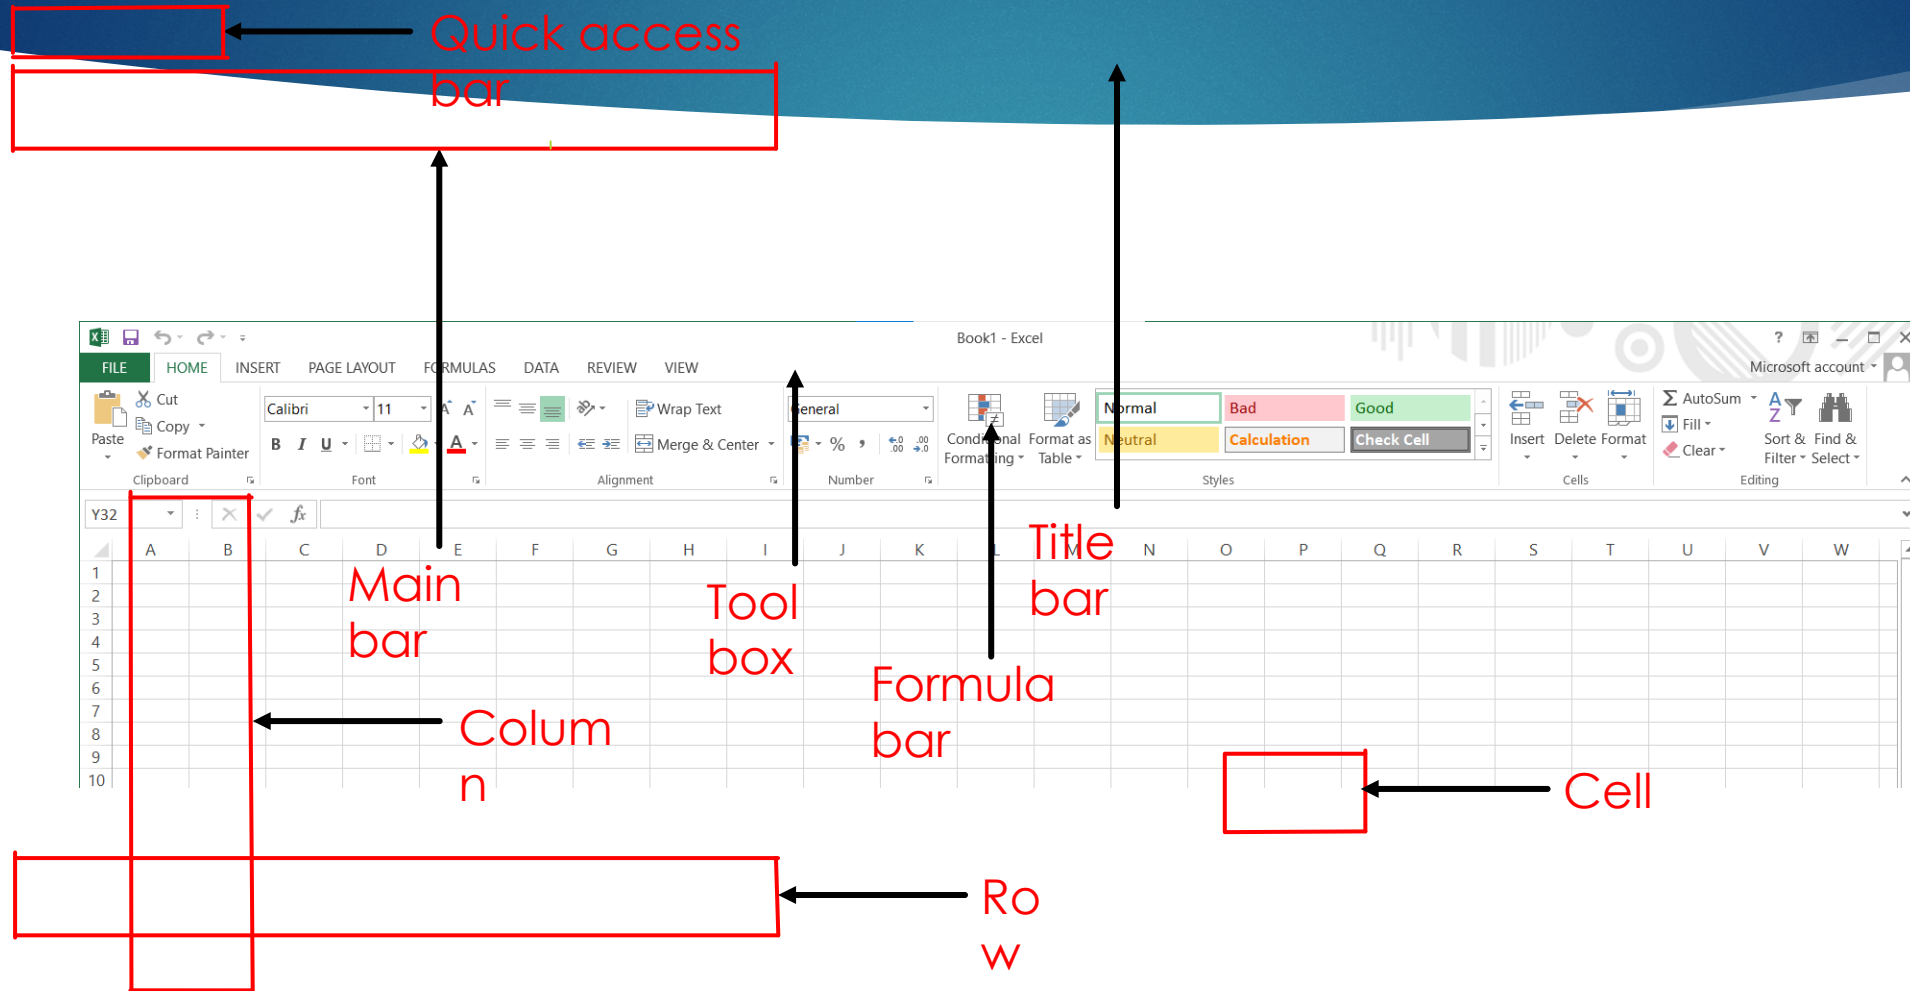 Quick access
bar
Book1 - Excel
?
FILE HOME INSERT PAGE LAYOUT FORMULAS DATA REVIEW VIEW
Microsoft account
Cut
Copy
Format Painter
Paste
Calibri 11
B I U
A A
A
Wrap Text
Merge & Center
General
%
Conditional
Formatting
Format as
Table
Normal Bad Good
Neutral Calculation Check Cell
Insert Delete Format
AutoSum
Fill
Clear
Sort &
Filter
Find &
Select
Clipboard Font Alignment Number Styles Cells Editing
Y32
fx
A B C D E F G H I J K L M N O P Q R S T U V W
1
2
3
4
5
6
7
8
9
10
Main
bar
Tool
box
Title
bar
Formula
bar
Colum
n
Cell
Ro
w